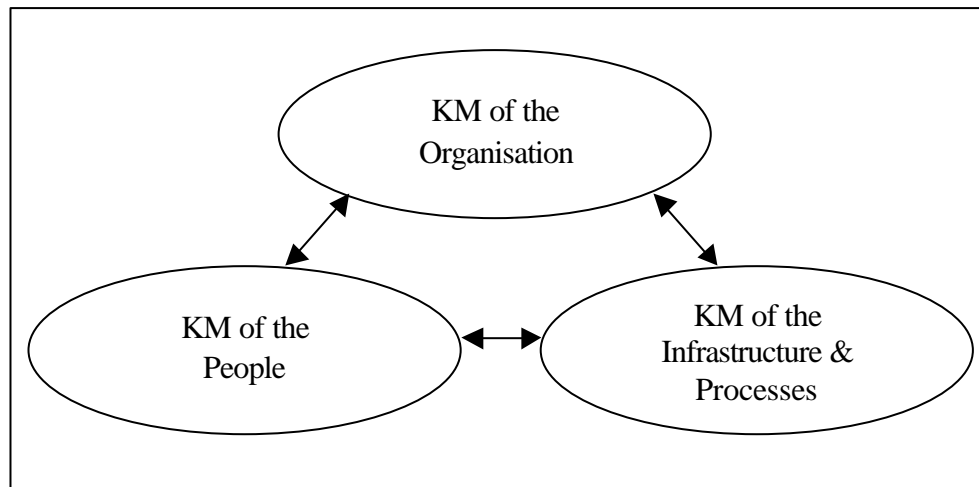 KM of the
Organisation
KM of the
People
KM of the
Infrastructure &
Processes